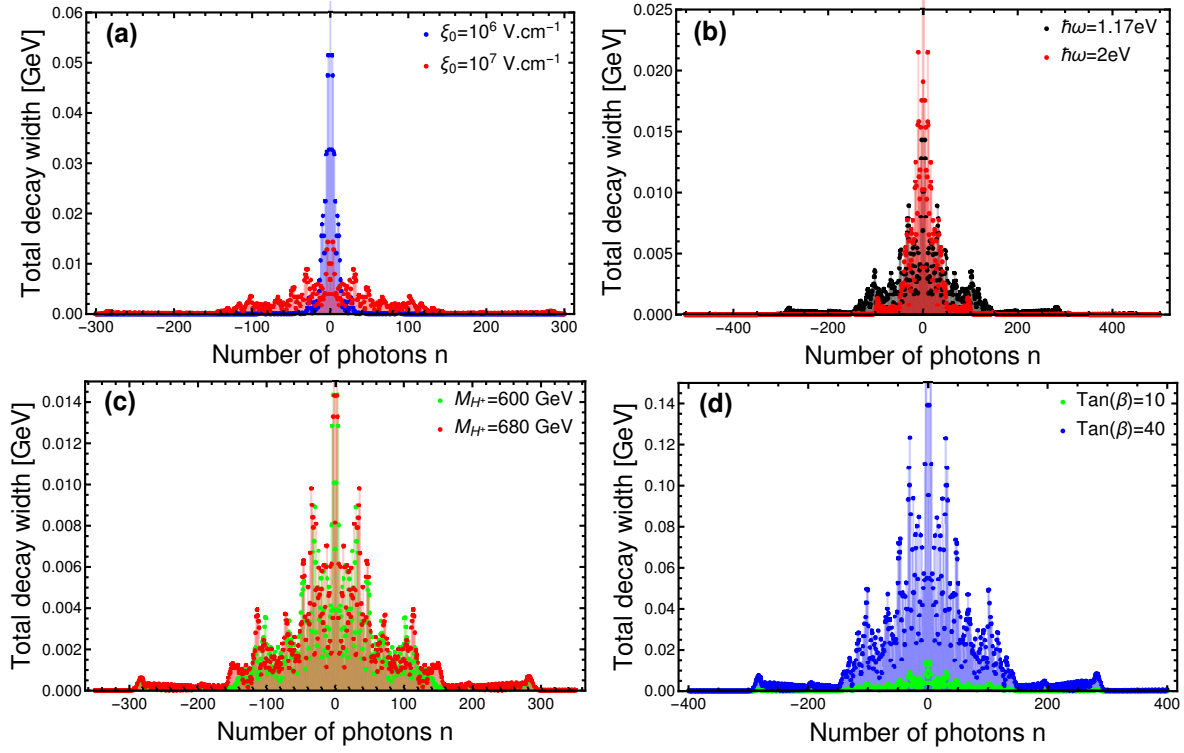 (a)
ξ₀=10⁶ V.cm⁻¹
ξ₀=10⁷ V.cm⁻¹
Total decay width [GeV]
0.06
0.05
0.04
0.03
0.02
0.01
0.00
-300 -200 -100 0 100 200 300
Number of photons n
(b)
ℏω=1.17eV
ℏω=2eV
Total decay width [GeV]
0.025
0.020
0.015
0.010
0.005
0.000
-400 -200 0 200 400
Number of photons n
(c)
M_H⁺=600 GeV
M_H⁺=680 GeV
Total decay width [GeV]
0.014
0.012
0.010
0.008
0.006
0.004
0.002
0.000
-300 -200 -100 0 100 200 300
Number of photons n
(d)
Tan(β)=10
Tan(β)=40
Total decay width [GeV]
0.14
0.12
0.10
0.08
0.06
0.04
0.02
0.00
-400 -200 0 200 400
Number of photons n